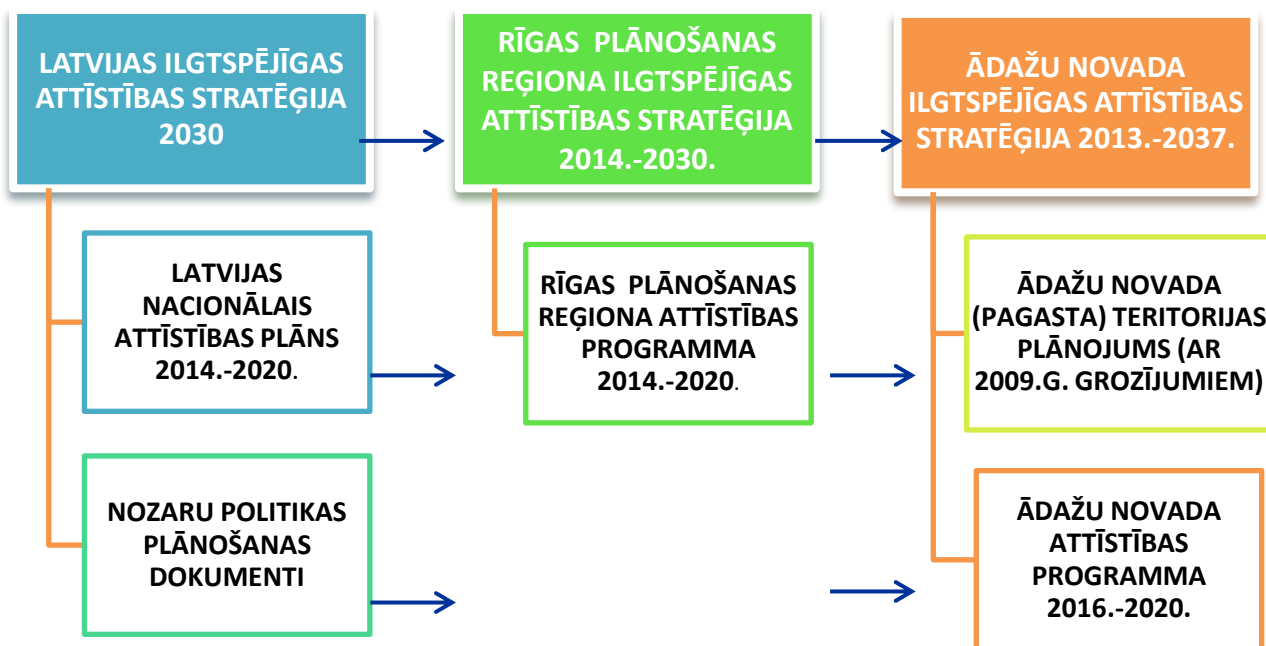 LATVIJAS ILGTSPĒJĪGAS
ATTĪSTĪBAS STRATĒĢIJA
2030
RĪGAS PLĀNOŠANAS
REĢIONA ILGTSPĒJĪGAS
ATTĪSTĪBAS STRATĒĢIJA
2014.-2030.
ĀDAŽU NOVADA
ILGTSPĒJĪGAS ATTĪSTĪBAS
STRATĒĢIJA 2013.-2037.
LATVIJAS
NACIONĀLAIS
ATTĪSTĪBAS PLĀNS
2014.-2020.
RĪGAS PLĀNOŠANAS
REĢIONA ATTĪSTĪBAS
PROGRAMMA
2014.-2020.
ĀDAŽU NOVADA
(PAGASTA) TERITORIJAS
PLĀNOJUMS (AR
2009.G. GROZĪJUMIEM)
NOZARU POLITIKAS
PLĀNOŠANAS
DOKUMENTI
ĀDAŽU NOVADA
ATTĪSTĪBAS
PROGRAMMA
2016.-2020.